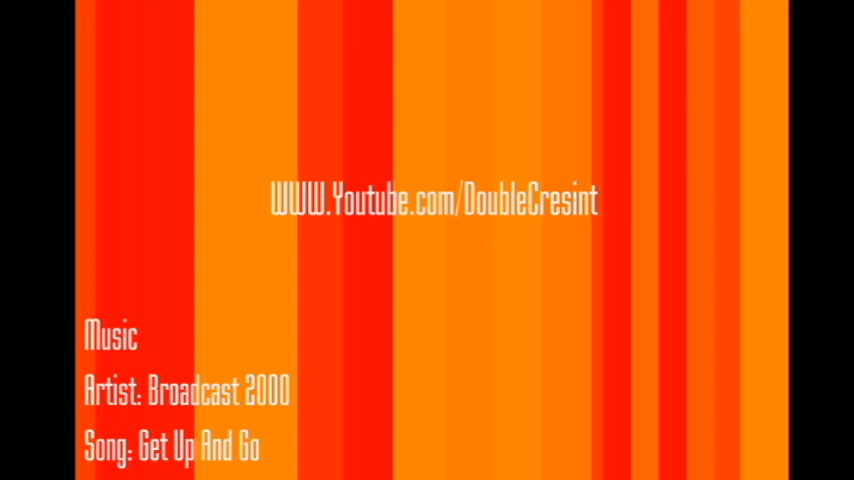 WWW.Youtube.com/DoubleCresint
Music
Artist: Broadcast 2000
Song: Get Up And Go